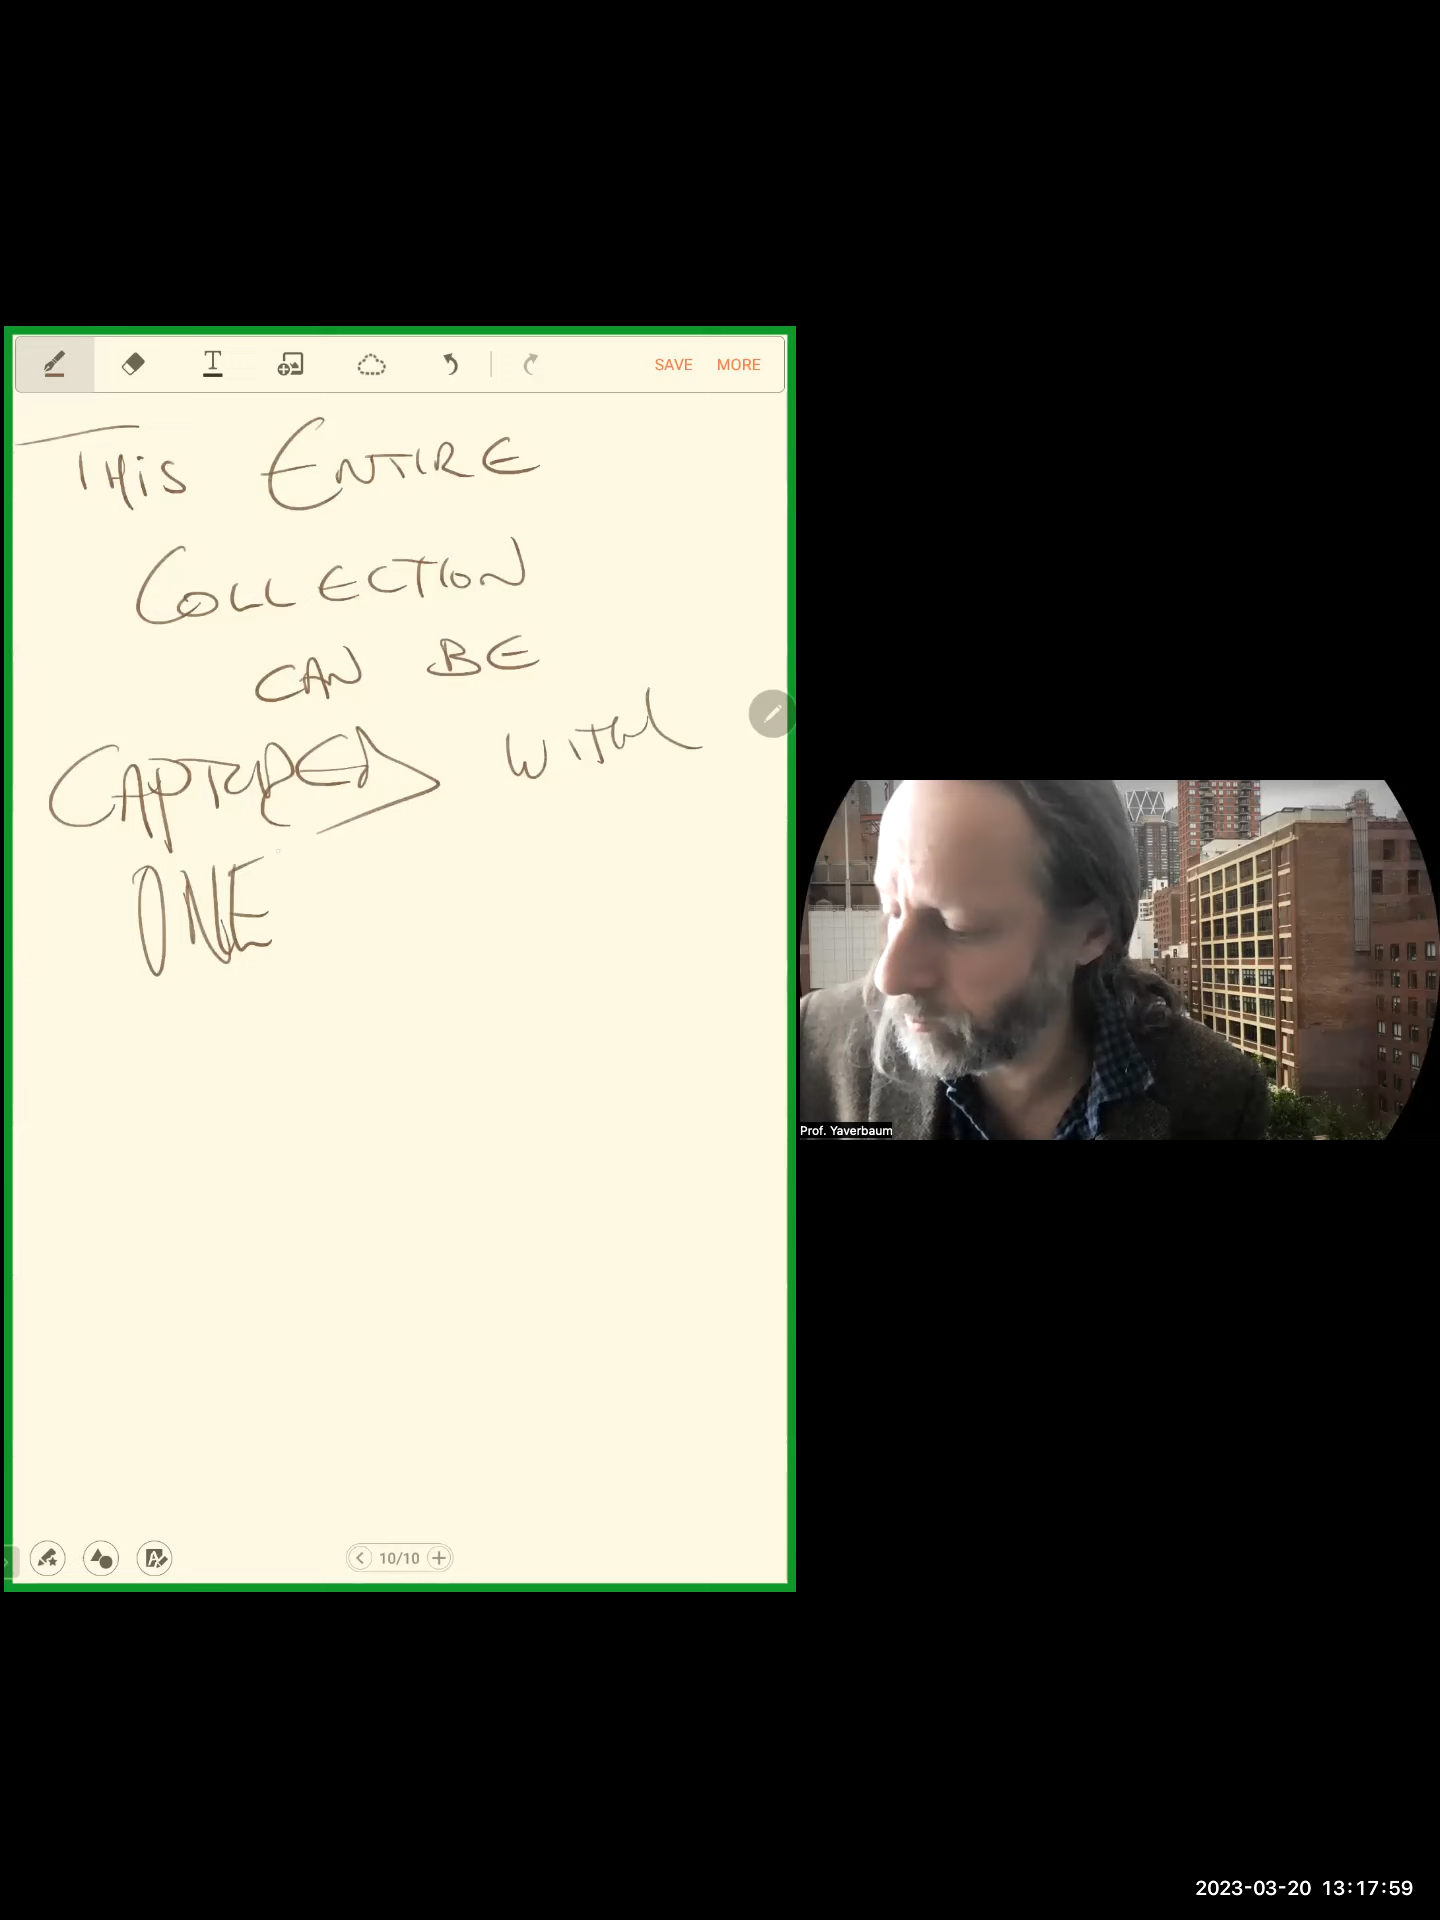 T
SAVE MORE
THIS ENTIRE
COLLECTION
CAN BE
CAPTURED WITH
ONE
Prof. Yaverbaum
A
10/10
2023-03-20 13:17:59